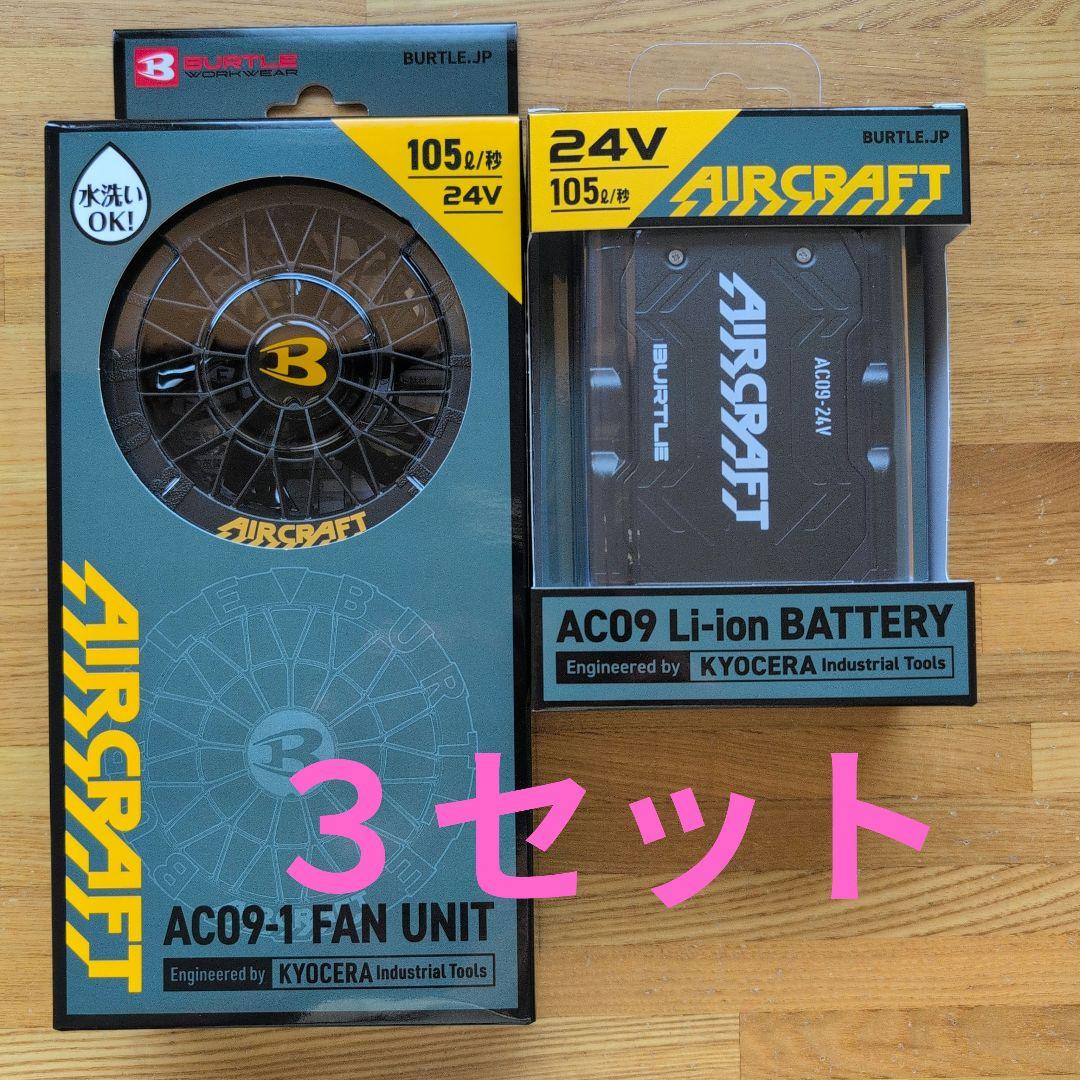 BURTLE
WORKWEAR
BURTLE.JP
水洗い
OK!
105ℓ/秒
24V
B
AIRCRAFT
AIRCRAFT
AC09-1 FAN UNIT
Engineered by KYOCERA Industrial Tools
24V
105ℓ/秒
BURTLE.JP
AIRCRAFT
AIRCRAFT
BURTLE
AC09-24V
AC09 Li-ion BATTERY
Engineered by KYOCERA Industrial Tools
3セット